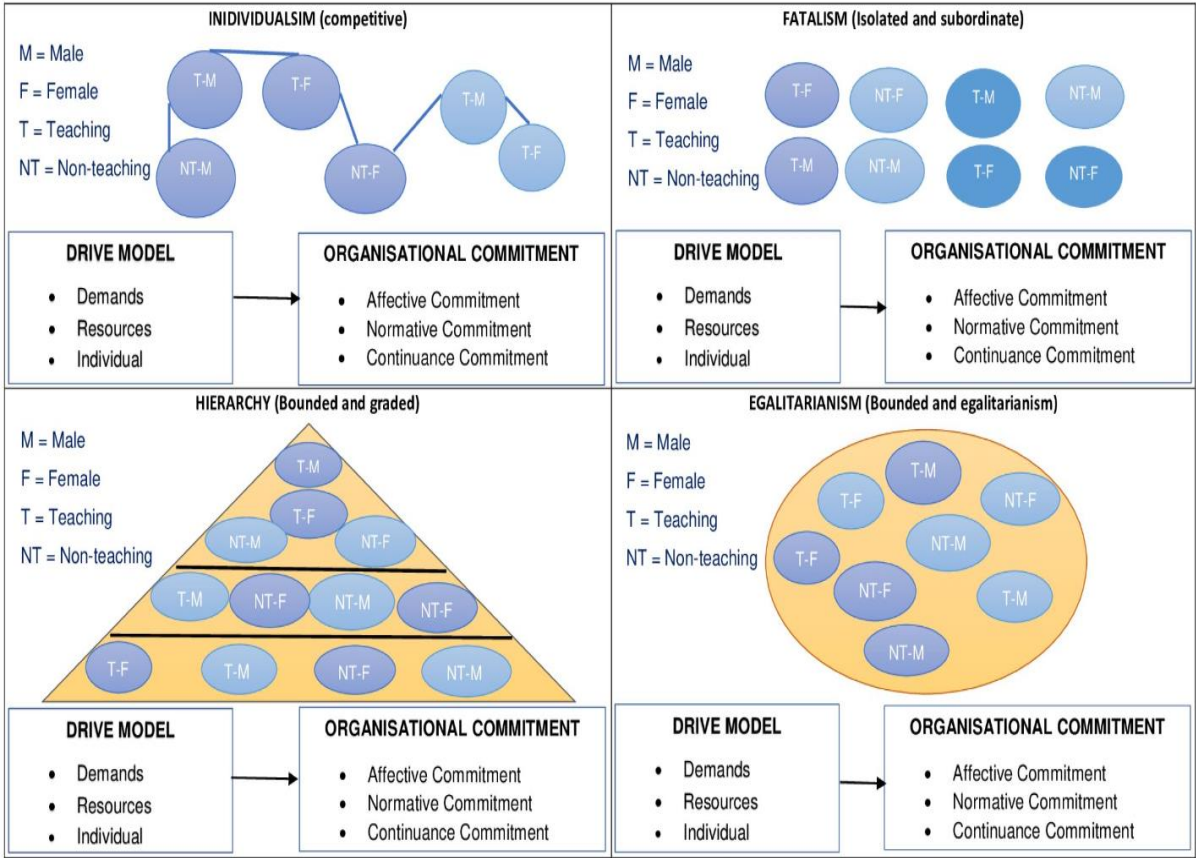 INIDIVIDUALSIM (competitive)
M = Male
F = Female
T = Teaching
NT = Non-teaching
T-M
T-F
T-M
T-F
NT-M
NT-F
DRIVE MODEL
• Demands
• Resources
• Individual
ORGANISATIONAL COMMITMENT
• Affective Commitment
• Normative Commitment
• Continuance Commitment
FATALISM (Isolated and subordinate)
M = Male
F = Female
T = Teaching
NT = Non-teaching
T-F NT-F T-M NT-M
T-M NT-M T-F NT-F
DRIVE MODEL
• Demands
• Resources
• Individual
ORGANISATIONAL COMMITMENT
• Affective Commitment
• Normative Commitment
• Continuance Commitment
HIERARCHY (Bounded and graded)
M = Male
F = Female
T = Teaching
NT = Non-teaching
T-M
T-F
NT-M NT-F
T-M NT-F NT-M NT-F
T-F T-M NT-F NT-M
DRIVE MODEL
• Demands
• Resources
• Individual
ORGANISATIONAL COMMITMENT
• Affective Commitment
• Normative Commitment
• Continuance Commitment
EGALITARIANISM (Bounded and egalitarianism)
M = Male
F = Female
T = Teaching
NT = Non-teaching
T-M
T-F
NT-F
NT-M
T-F
NT-F
T-M
NT-M
DRIVE MODEL
• Demands
• Resources
• Individual
ORGANISATIONAL COMMITMENT
• Affective Commitment
• Normative Commitment
• Continuance Commitment